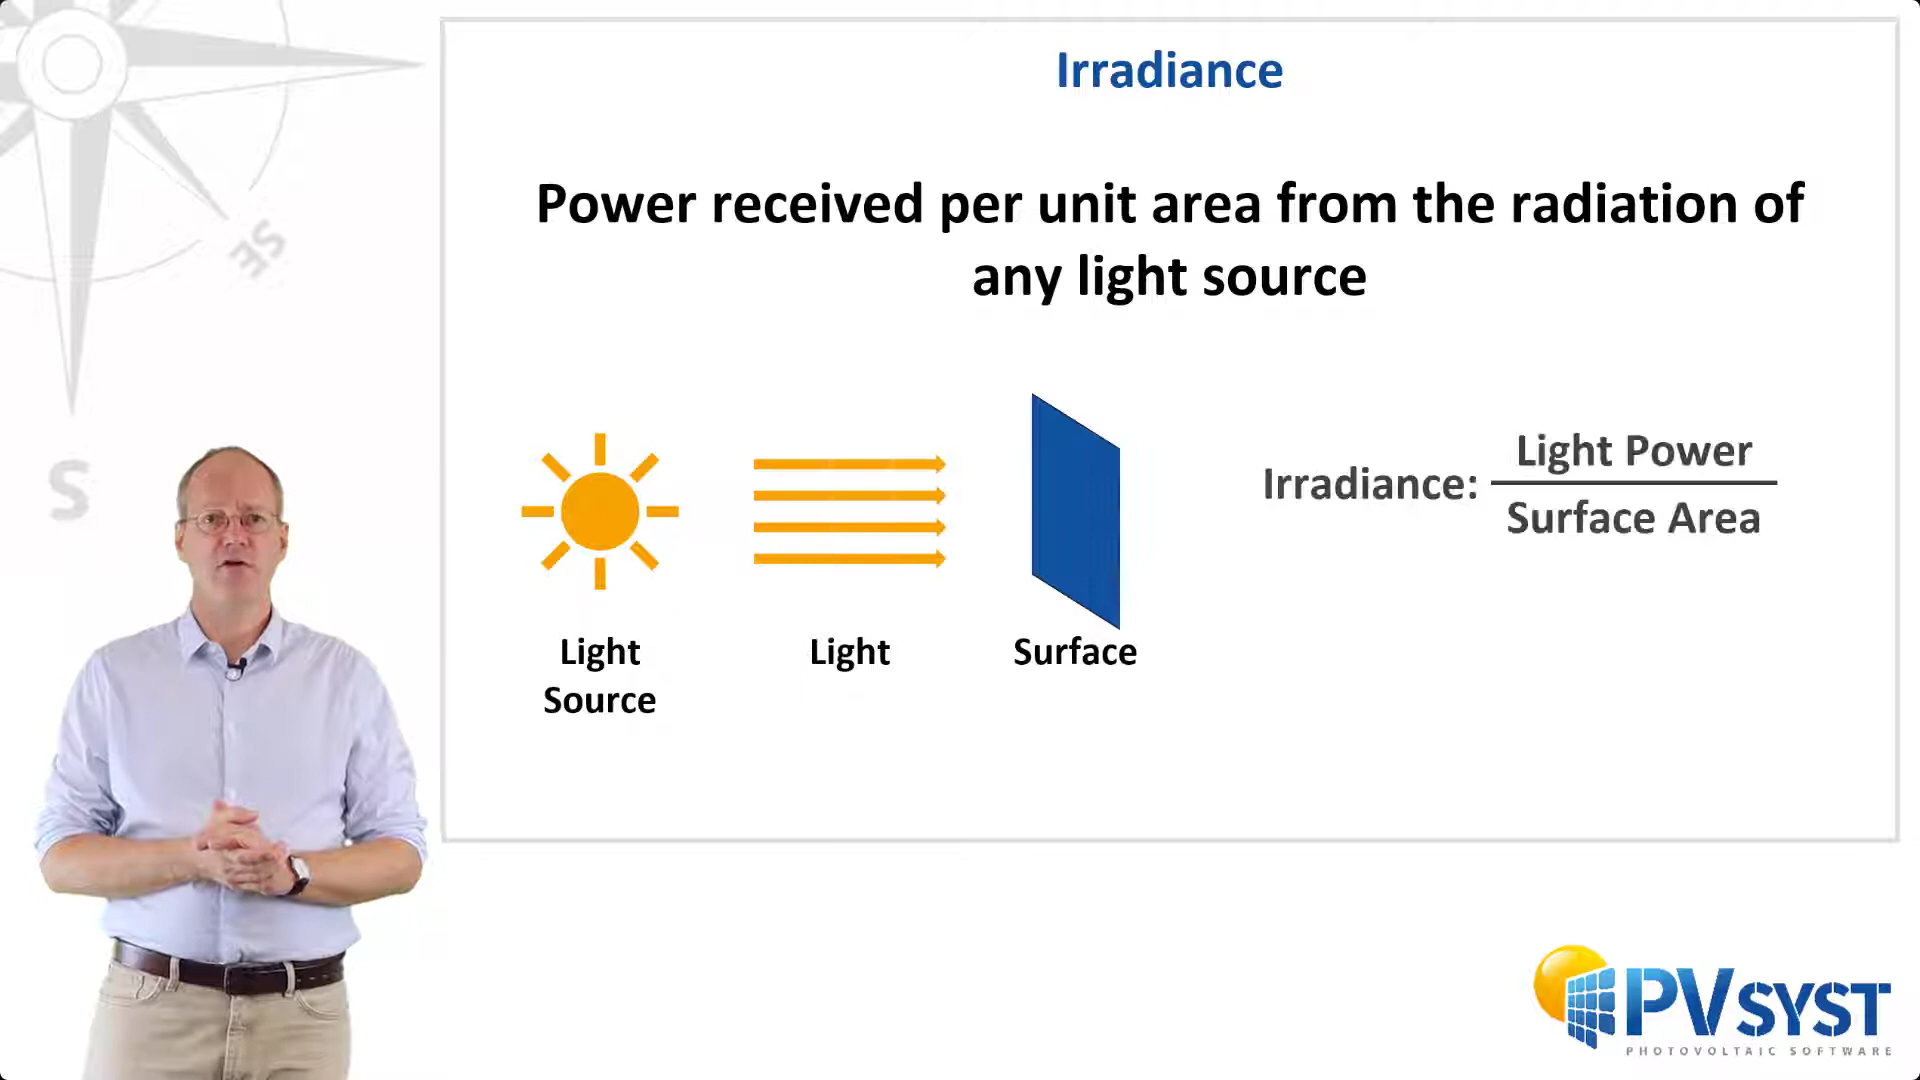 Irradiance
Power received per unit area from the radiation of
any light source
Irradiance:
Light Power
Surface Area
Light
Source
Light
Surface
SE
S
PVSYST
PHOTOVOLTAIC SOFTWARE